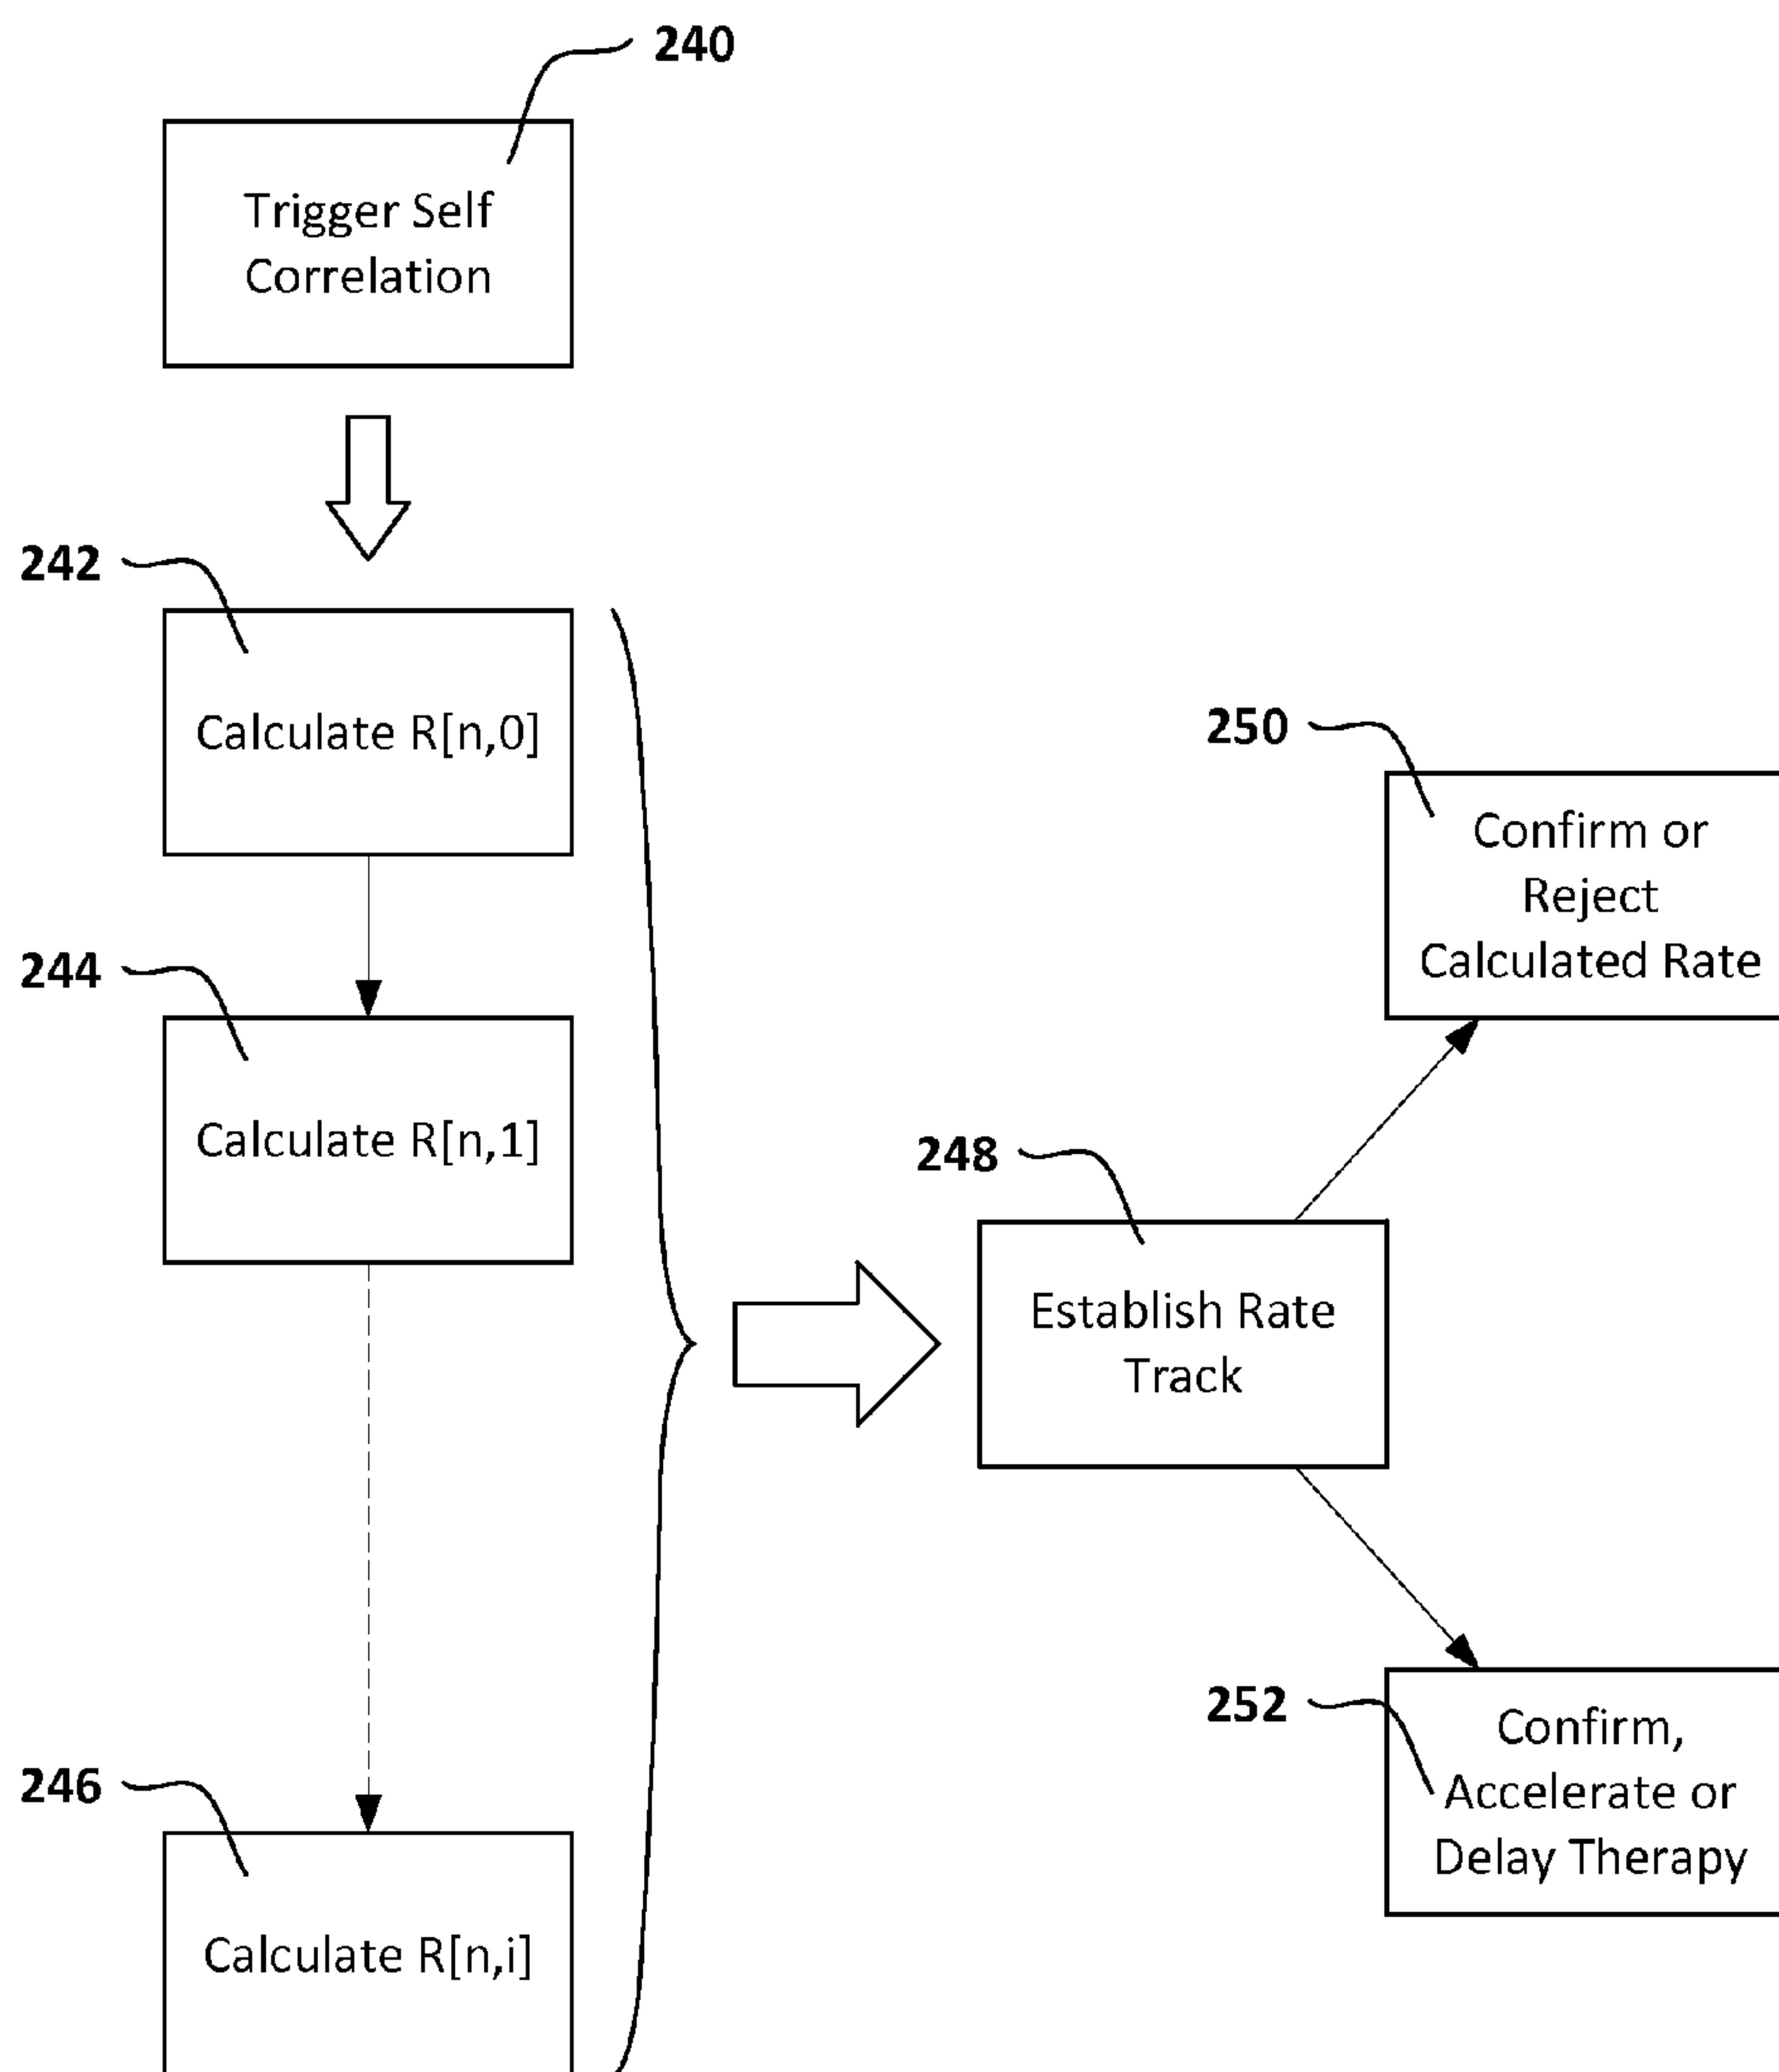 240
Trigger Self
Correlation
242
Calculate R[n,0]
250
Confirm or
Reject
Calculated Rate
244
Calculate R[n,1]
248
Establish Rate
Track
252
Confirm,
Accelerate or
Delay Therapy
246
Calculate R[n,i]